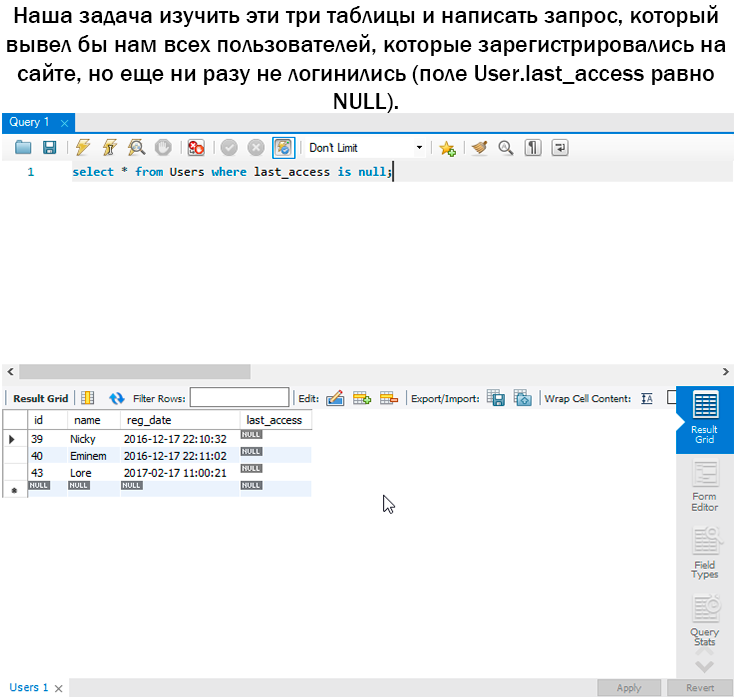 Наша задача изучить эти три таблицы и написать запрос, который
вывел бы нам всех пользователей, которые зарегистрировались на
сайте, но еще ни разу не логинились (поле User.last_access равно
NULL).
Query 1
Don't Limit
1 select * from Users where last_access is null;
Result Grid Filter Rows: Edit: Export/Import: Wrap Cell Content:
id name reg_date last_access
39 Nicky 2016-12-17 22:10:32 NULL
40 Eminem 2016-12-17 22:11:02 NULL
43 Lore 2017-02-17 11:00:21 NULL
NULL NULL NULL NULL
Result
Grid
Form
Editor
Field
Types
Query
Stats
Users 1
Apply Revert